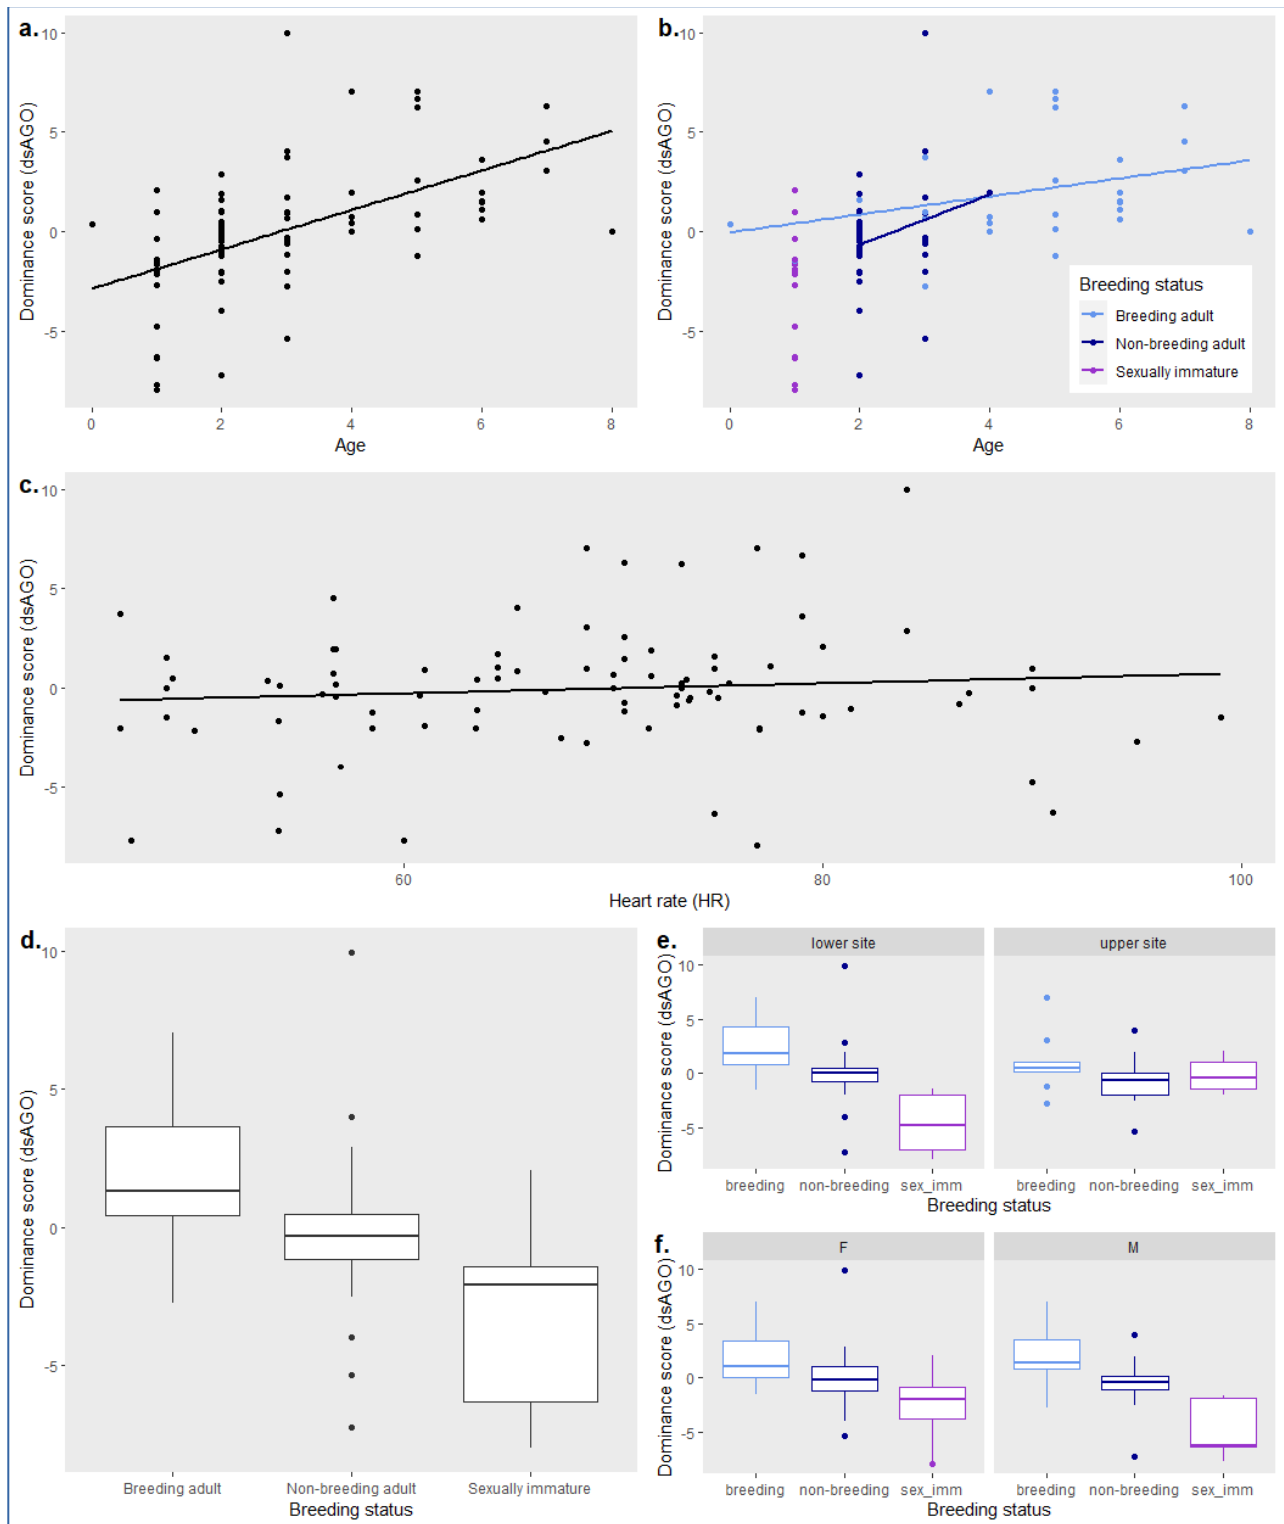 a.
10
5
0
-5
Dominance score (dsAGO)
0 2 4 6 8
Age
b.
10
5
0
-5
Dominance score (dsAGO)
Breeding status
Breeding adult
Non-breeding adult
Sexually immature
0 2 4 6 8
Age
c.
10
5
0
-5
Dominance score (dsAGO)
60 80 100
Heart rate (HR)
d.
10
5
0
-5
Dominance score (dsAGO)
Breeding adult Non-breeding adult Sexually immature
Breeding status
e.
lower site upper site
10
5
0
-5
Dominance score (dsAGO)
breeding non-breeding sex_imm breeding non-breeding sex_imm
Breeding status
f.
F M
10
5
0
-5
Dominance score (dsAGO)
breeding non-breeding sex_imm breeding non-breeding sex_imm
Breeding status